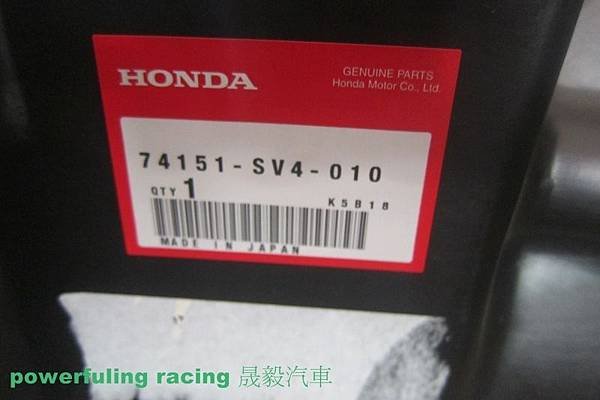 HONDA
GENUINE PARTS
Honda Motor Co., Ltd.
74151-SV4-010
QTY 1
K5B18
MADE IN JAPAN
powerfuling racing 晟毅汽車